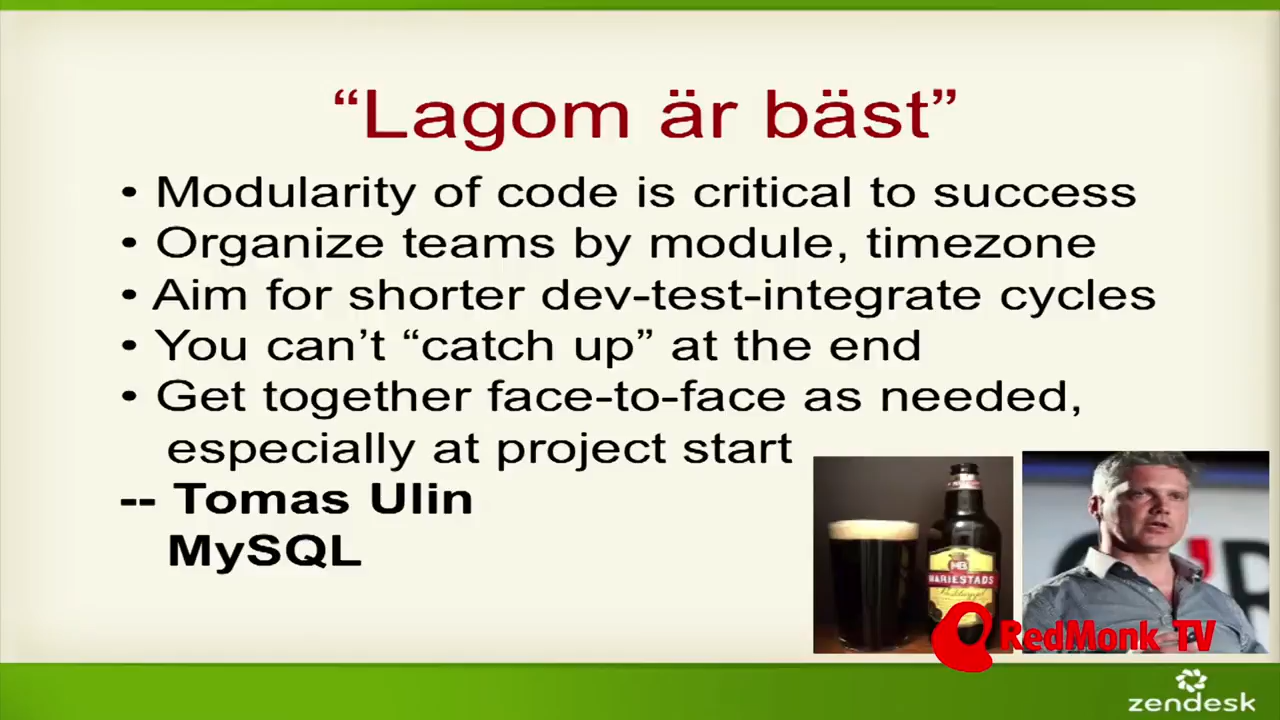 “Lagom är bäst”
• Modularity of code is critical to success
• Organize teams by module, timezone
• Aim for shorter dev-test-integrate cycles
• You can’t “catch up” at the end
• Get together face-to-face as needed,
especially at project start
-- Tomas Ulin
MySQL
MB
MARIESTADS
RedMonk TV
zendesk